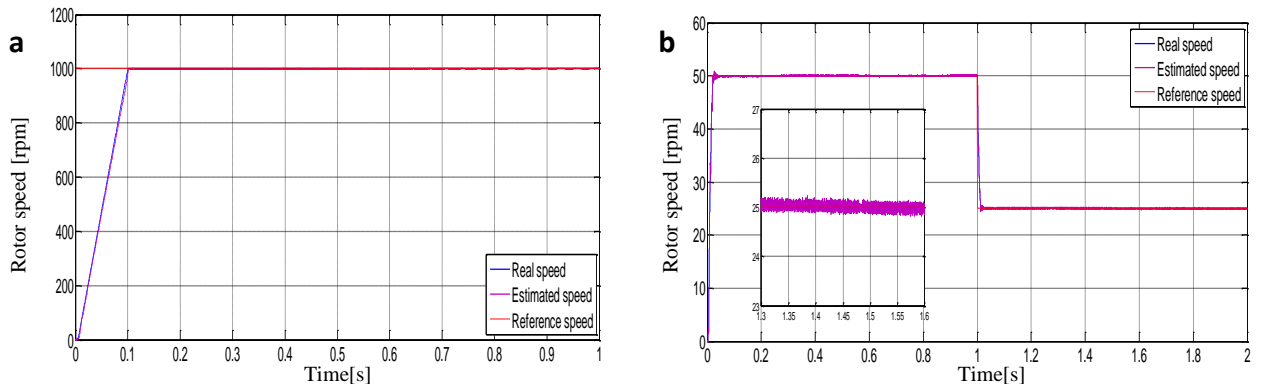 a
1200
1000
800
600
400
200
0
Rotor speed [rpm]
Real speed
Estimated speed
Reference speed
0 0.1 0.2 0.3 0.4 0.5 0.6 0.7 0.8 0.9 1
Time[s]
b
60
50
40
30
20
10
0
Rotor speed [rpm]
Real speed
Estimated speed
Reference speed
27
26
25
24
23
1.3 1.35 1.4 1.45 1.5 1.55 1.6
0 0.2 0.4 0.6 0.8 1 1.2 1.4 1.6 1.8 2
Time[s]